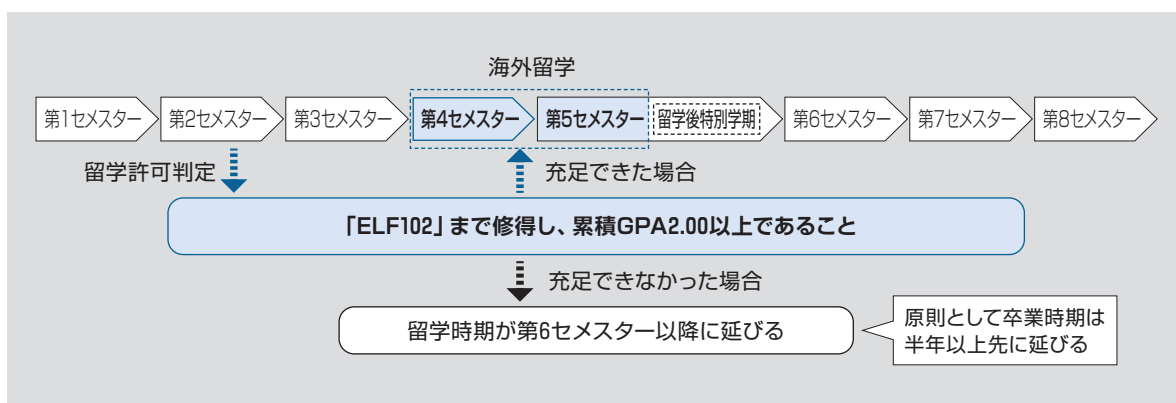 海外留学
第1セメスター
第2セメスター
第3セメスター
第4セメスター
第5セメスター
留学後特別学期
第6セメスター
第7セメスター
第8セメスター
留学許可判定
充足できた場合
「ELF102」まで修得し、累積GPA2.00以上であること
充足できなかった場合
留学時期が第6セメスター以降に延びる
原則として卒業時期は
半年以上先に延びる